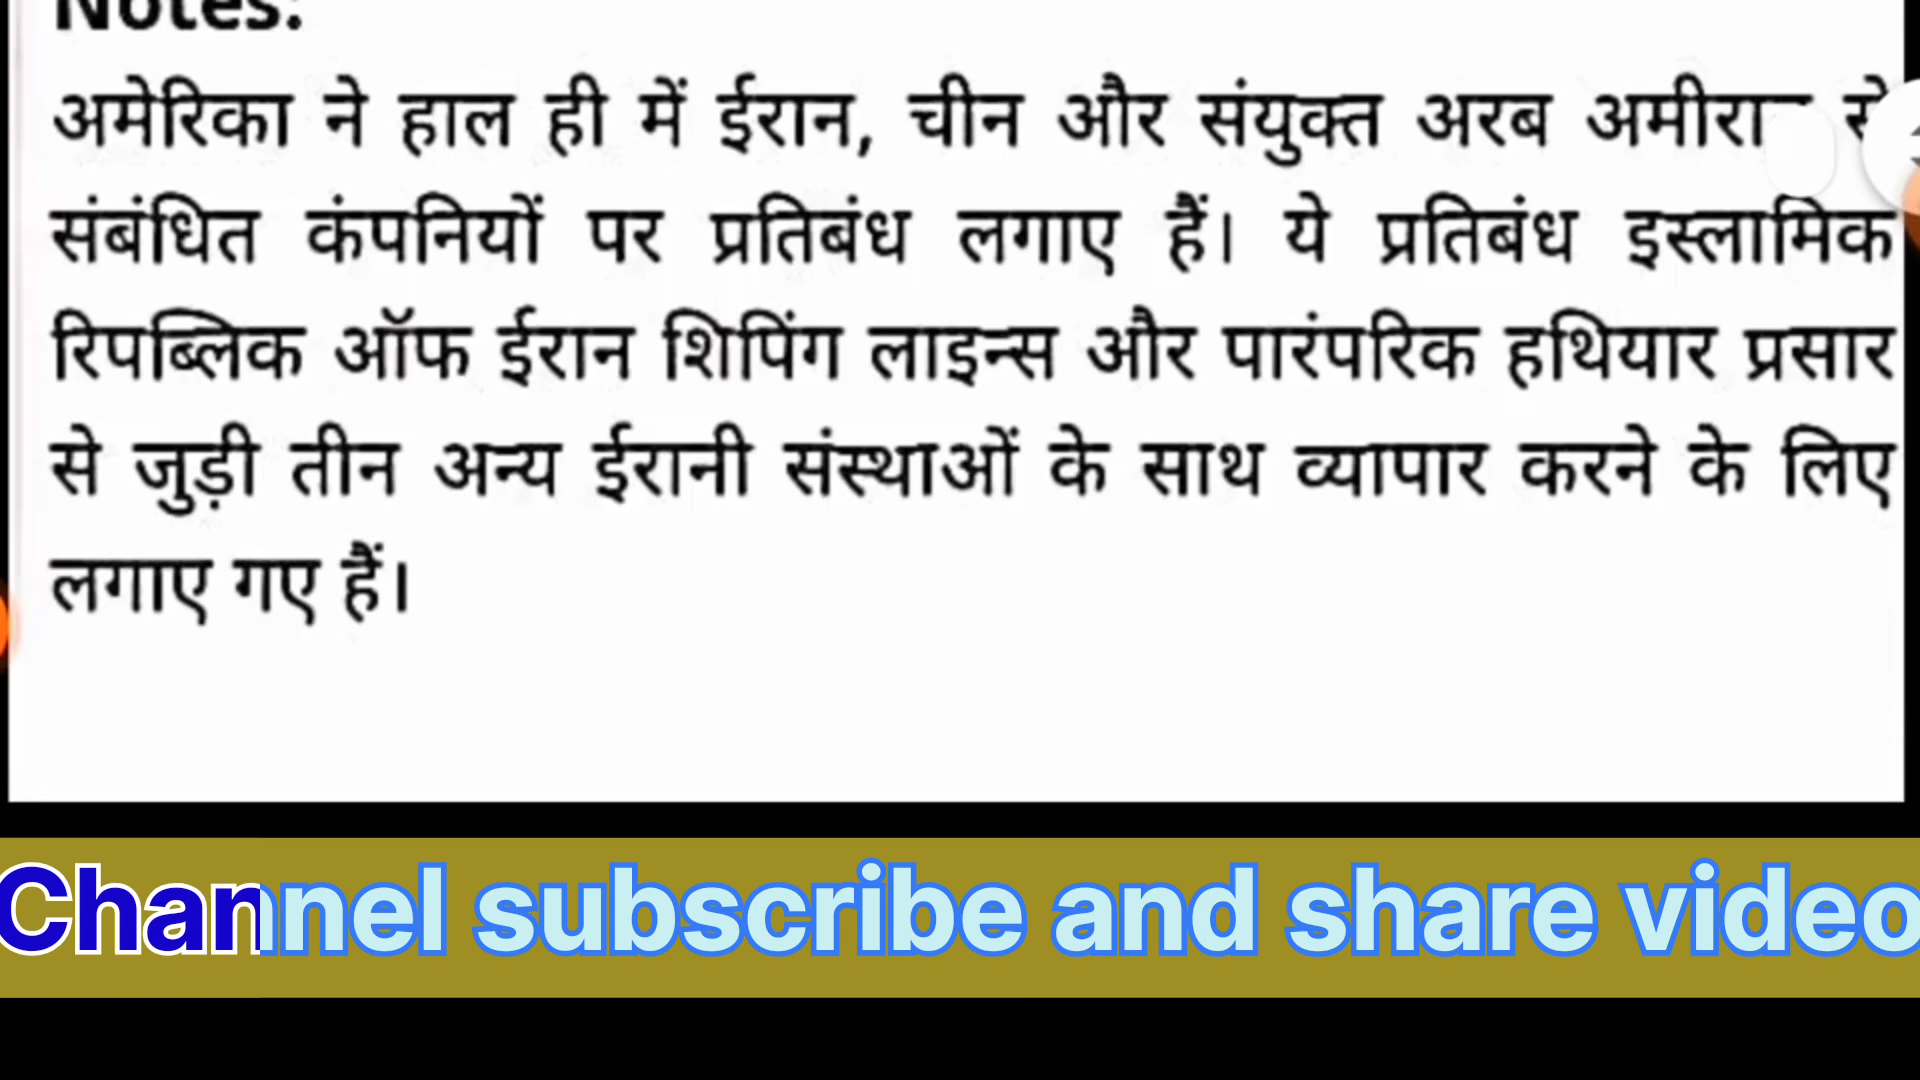 Notes:
अमेरिका ने हाल ही में ईरान, चीन और संयुक्त अरब से
संबंधित कंपनियों पर प्रतिबंध लगाए हैं। ये प्रतिबंध इस्लामिक
रिपब्लिक ऑफ ईरान शिपिंग लाइन्स और पारंपरिक हथियार प्रसार
से जुड़ी तीन अन्य ईरानी संस्थाओं के साथ व्यापार करने के लिए
लगाए गए हैं।
Channel subscribe and share video